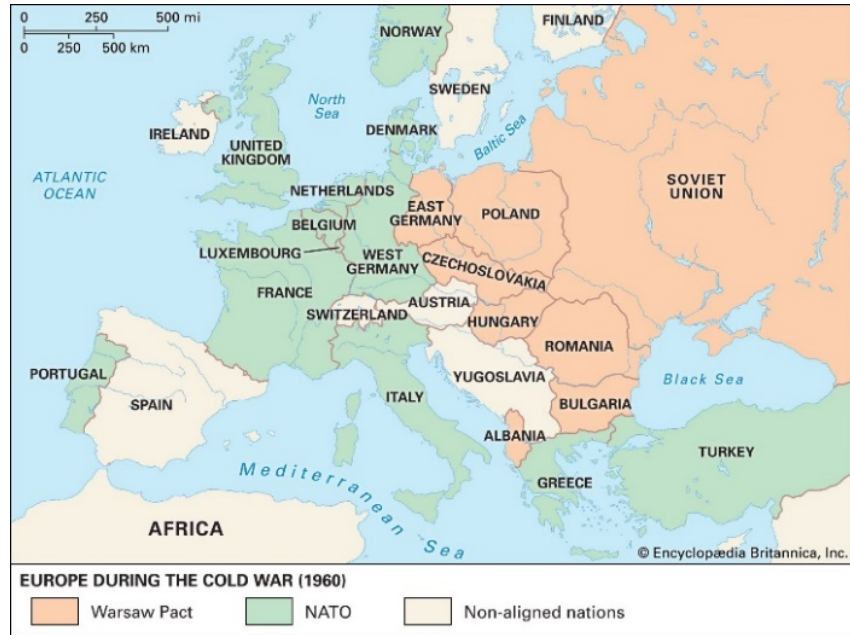 0 250 500 mi
0 250 500 km
NORWAY
FINLAND
SWEDEN
North
Sea
DENMARK
Baltic Sea
IRELAND
UNITED
KINGDOM
ATLANTIC
OCEAN
SOVIET
UNION
NETHERLANDS
EAST
GERMANY
POLAND
BELGIUM
LUXEMBOURG
WEST
GERMANY
CZECHOSLOVAKIA
FRANCE
AUSTRIA
SWITZERLAND
HUNGARY
ROMANIA
PORTUGAL
SPAIN
ITALY
YUGOSLAVIA
Black Sea
BULGARIA
ALBANIA
TURKEY
GREECE
Mediterranean Sea
AFRICA
© Encyclopædia Britannica, Inc.
EUROPE DURING THE COLD WAR (1960)
Warsaw Pact NATO Non-aligned nations